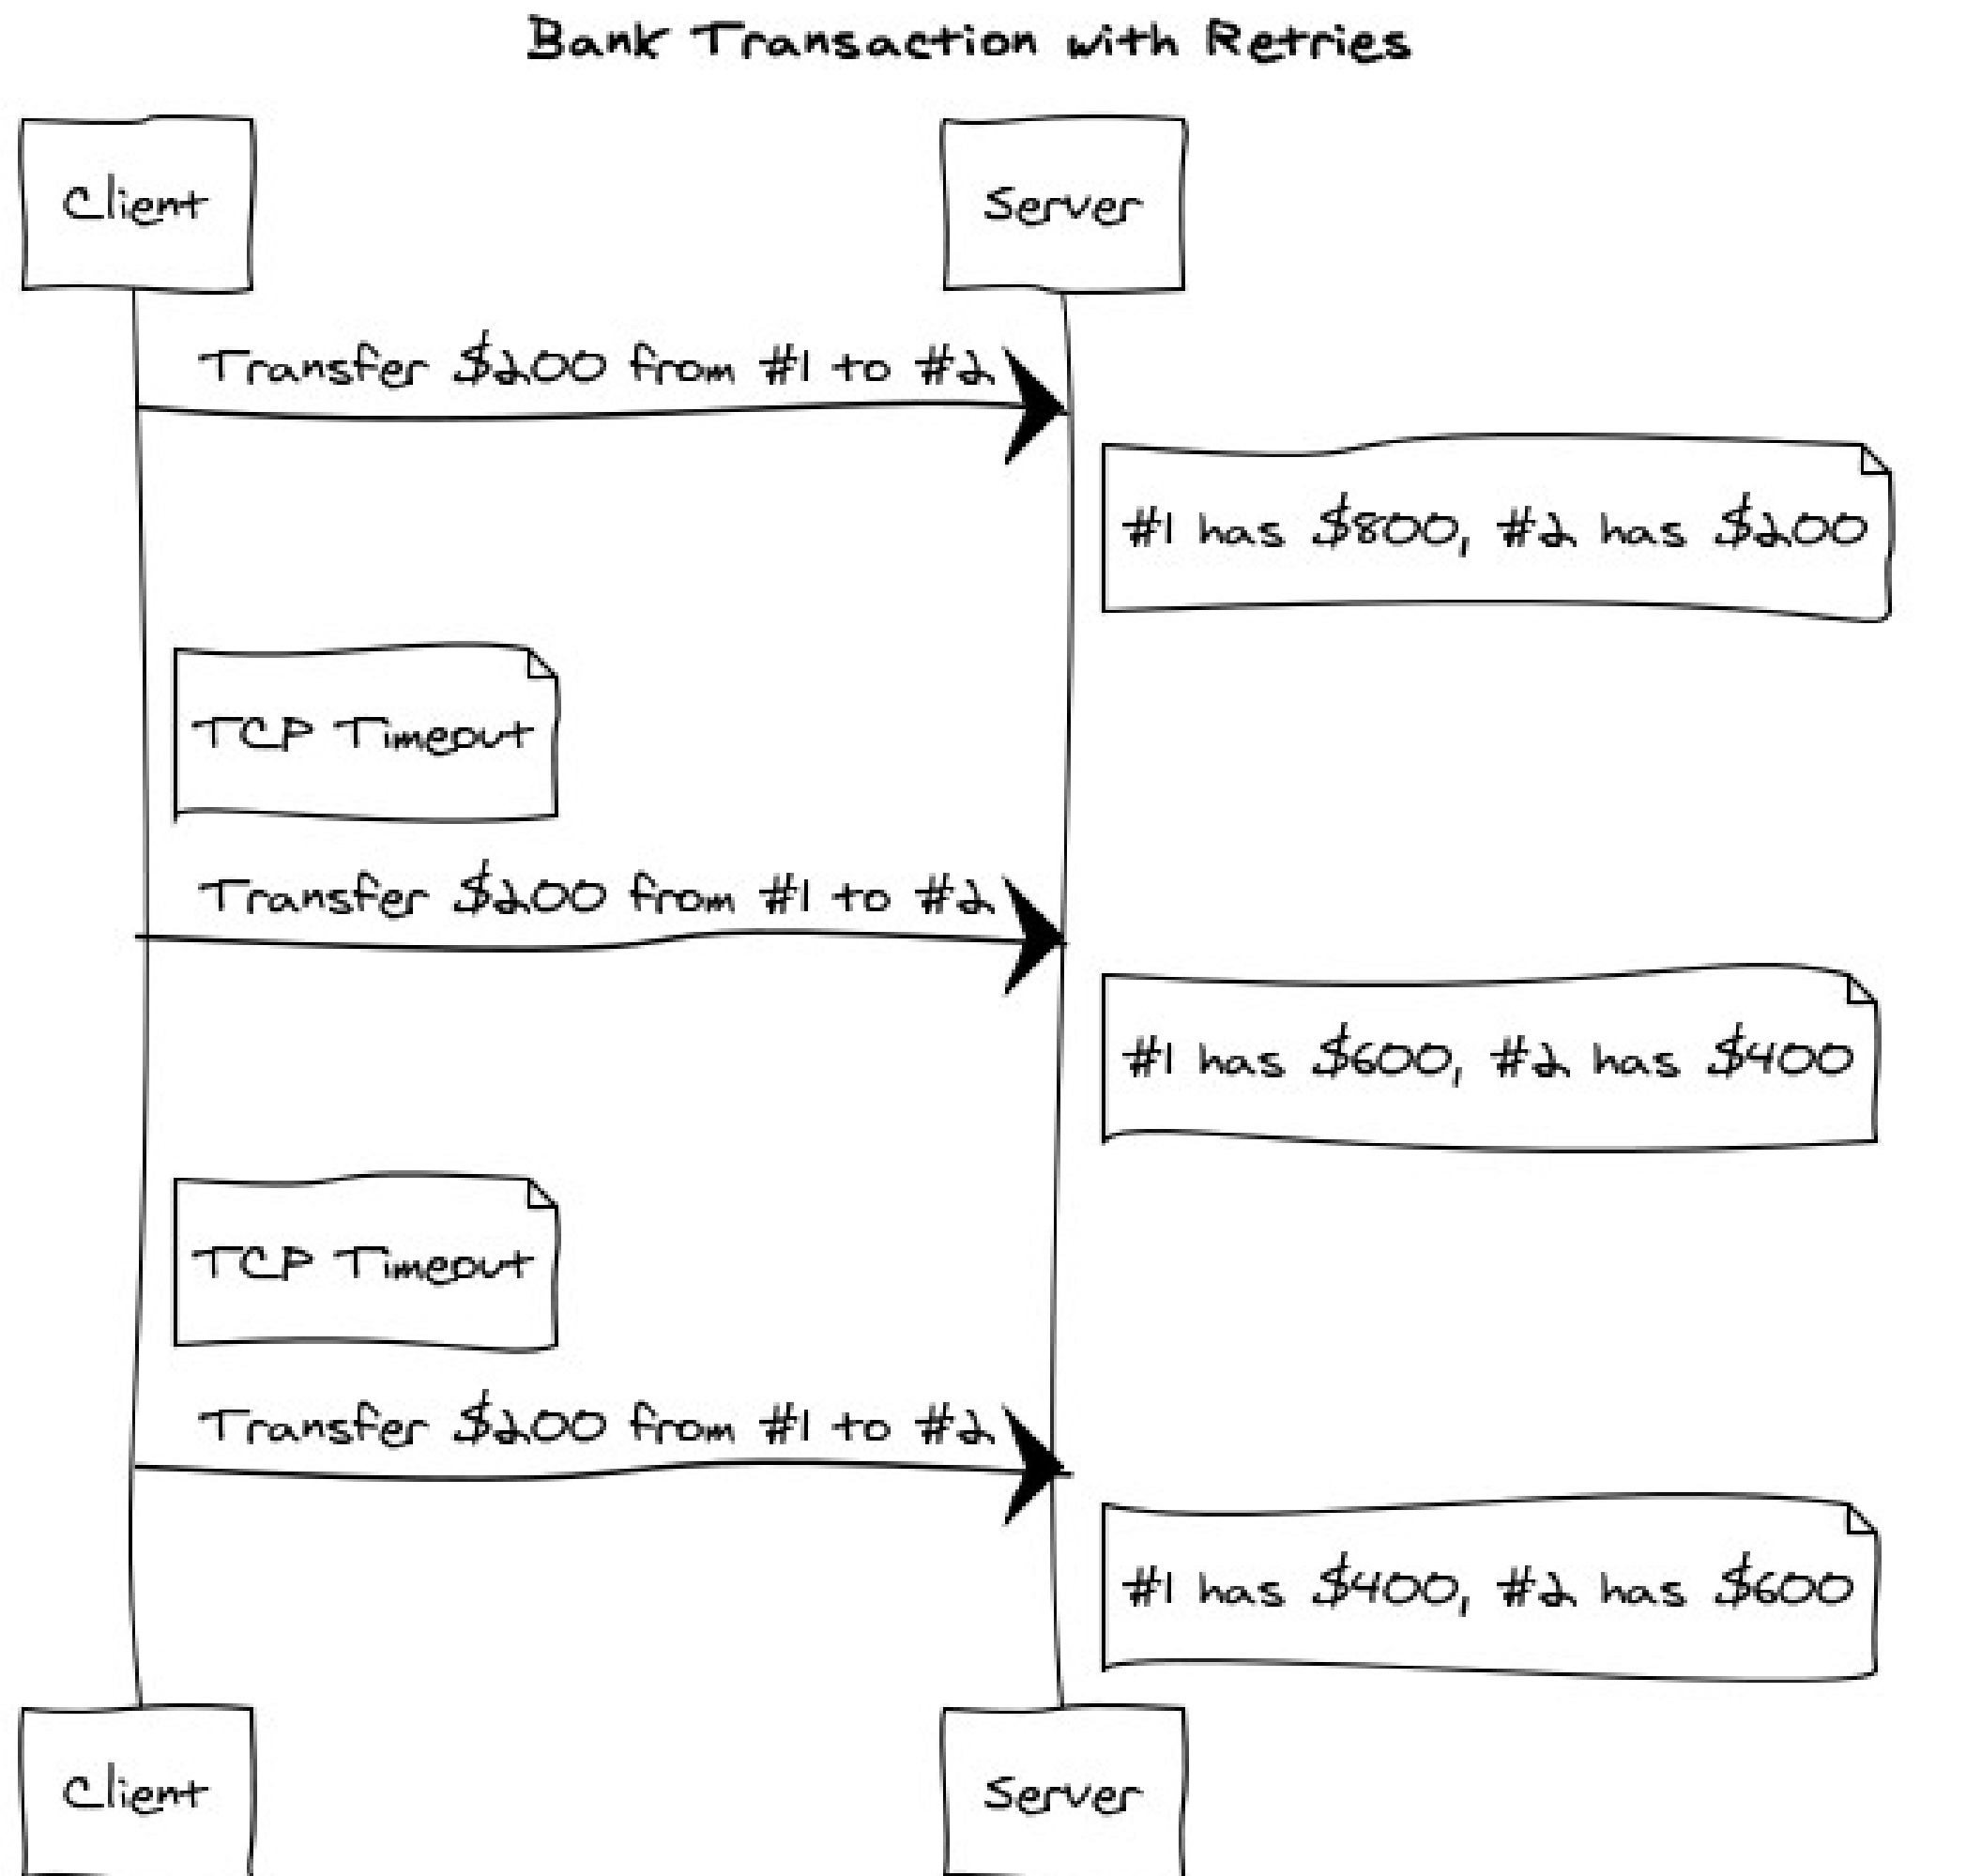 Bank Transaction with Retries
Client
Server
Transfer $200 from #1 to #2
#1 has $800, #2 has $200
TCP Timeout
Transfer $200 from #1 to #2
#1 has $600, #2 has $400
TCP Timeout
Transfer $200 from #1 to #2
#1 has $400, #2 has $600
Client
Server